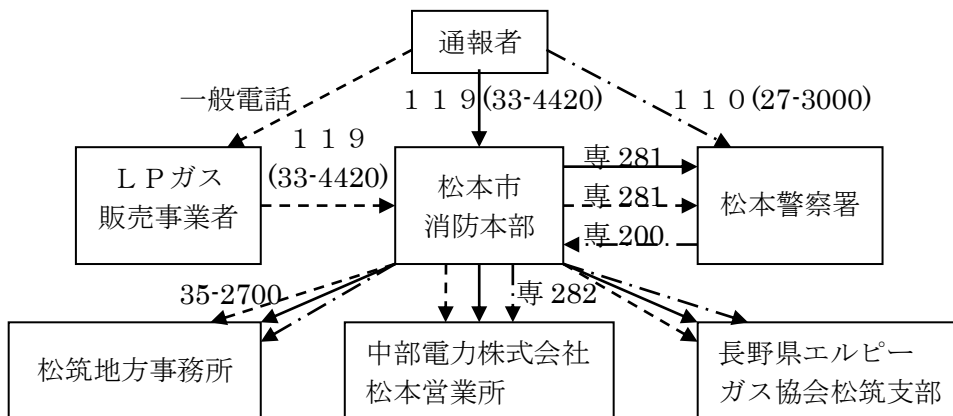 通報者
一般電話
１１９(33-4420)
１１０(27-3000)
１１９
(33-4420)
ＬＰガス
販売事業者
松本市
消防本部
専 281
専 281
専 200
松本警察署
35-2700
専 282
松筑地方事務所
中部電力株式会社
松本営業所
長野県エルピー
ガス協会松筑支部